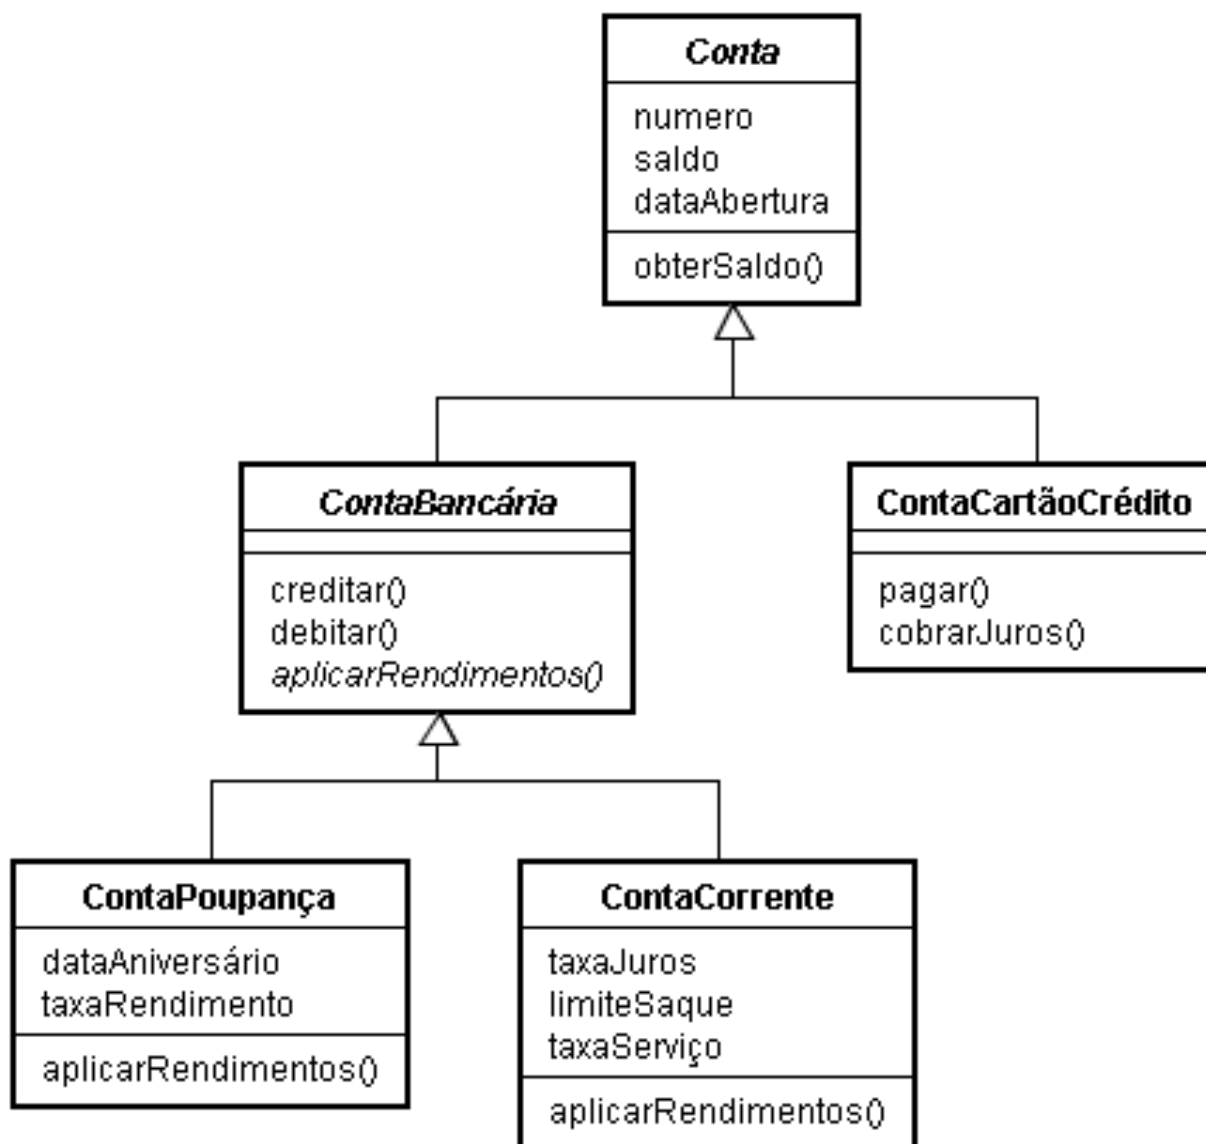 Conta
numero
saldo
dataAbertura
obterSaldo()
ContaBancária
creditar()
debitar()
aplicarRendimentos()
ContaCartãoCrédito
pagar()
cobrarJuros()
ContaPoupança
dataAniversário
taxaRendimento
aplicarRendimentos()
ContaCorrente
taxaJuros
limiteSaque
taxaServiço
aplicarRendimentos()